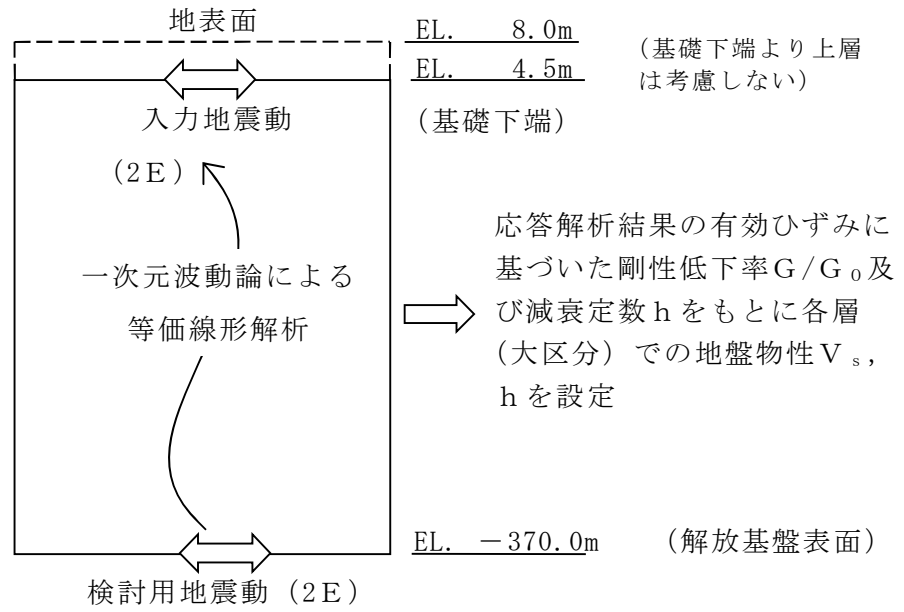 地表面
EL. 8.0m
(基礎下端より上層
は考慮しない)
EL. 4.5m
(基礎下端)
入力地震動
(2E)
一次元波動論による
等価線形解析
応答解析結果の有効ひずみに
基づいた剛性低下率G/G₀及
び減衰定数hをもとに各層
(大区分)での地盤物性Vₛ,
hを設定
EL. -370.0m
(解放基盤表面)
検討用地震動(2E)